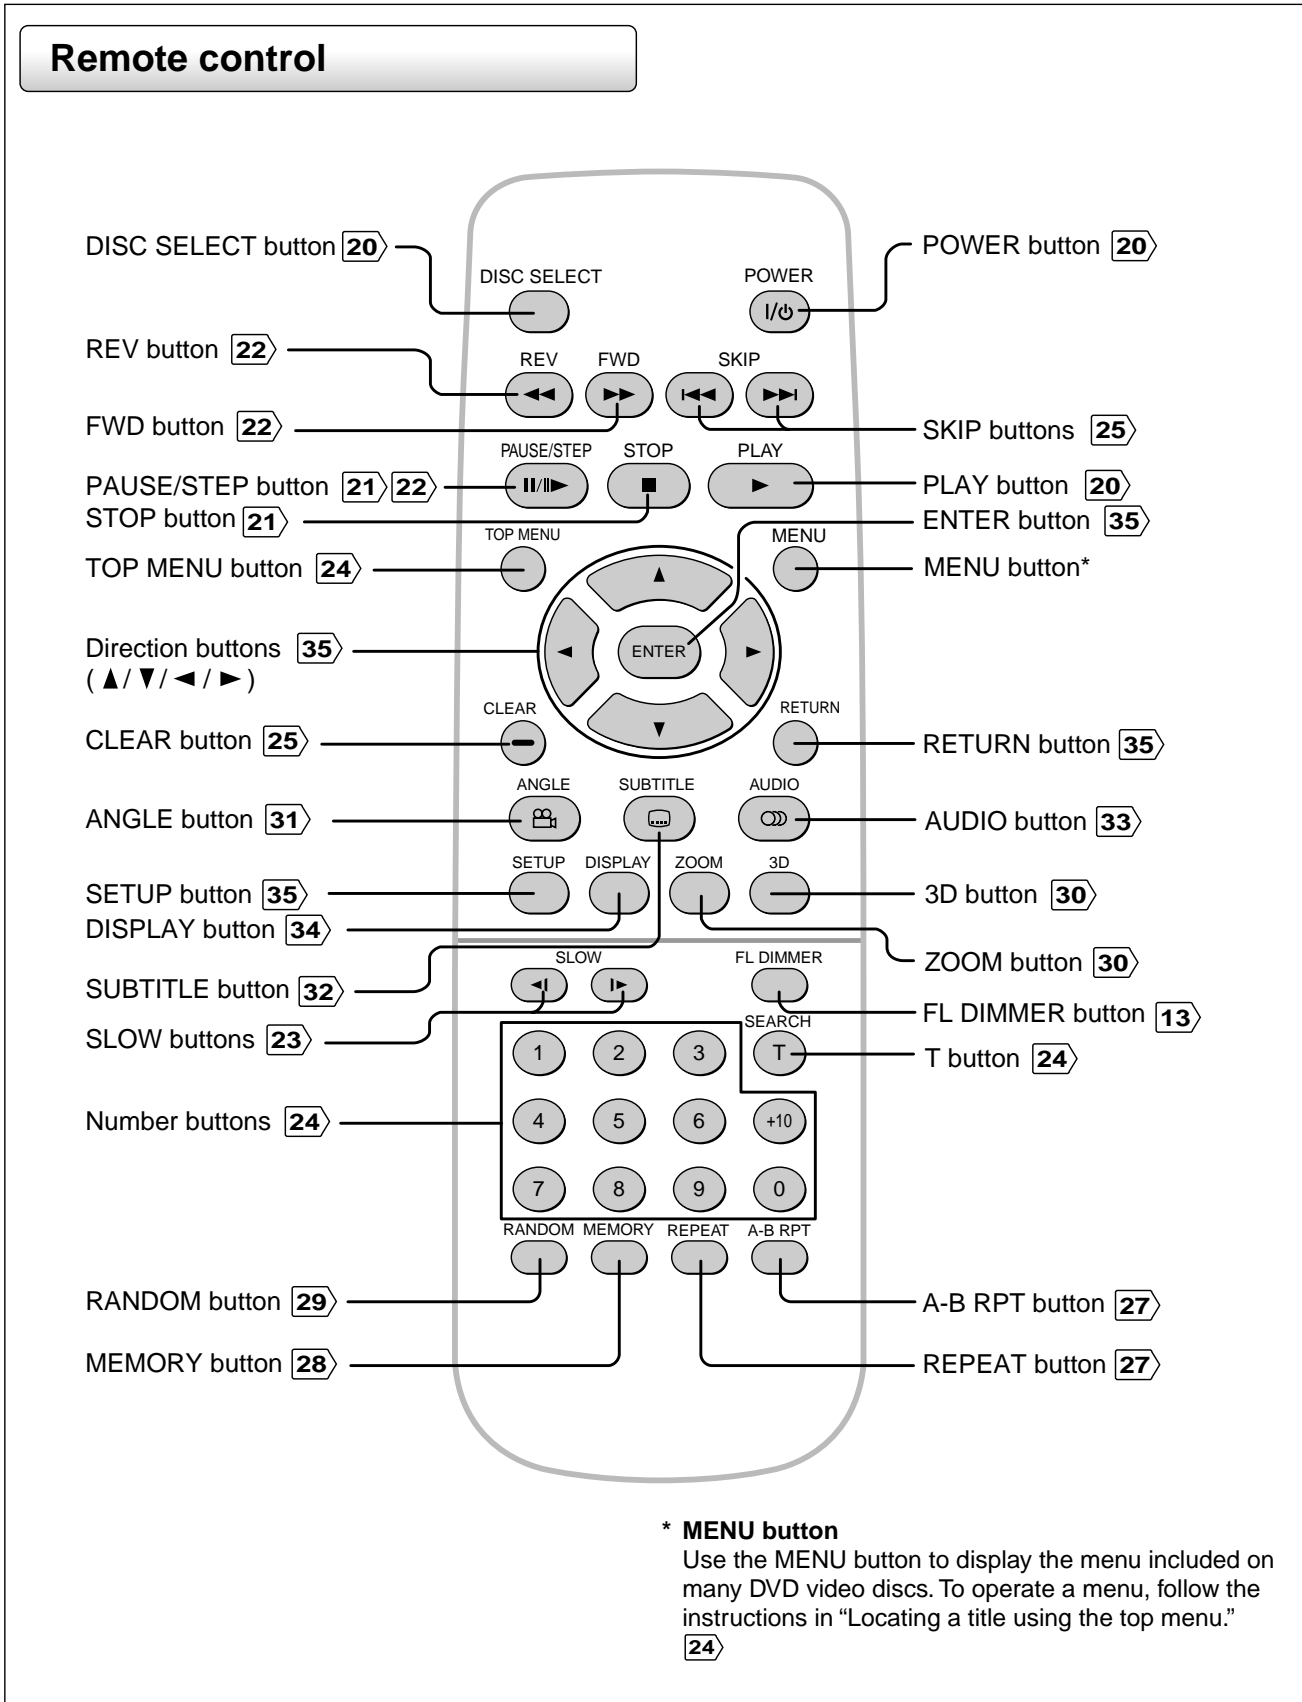 Remote control
DISC SELECT button 20
REV button 22
FWD button 22
PAUSE/STEP button 21 22
STOP button 21
TOP MENU button 24
Direction buttons 35
( ▲ / ▼ / ◄ / ► )
CLEAR button 25
ANGLE button 31
SETUP button 35
DISPLAY button 34
SUBTITLE button 32
SLOW buttons 23
Number buttons 24
RANDOM button 29
MEMORY button 28
DISC SELECT
POWER
I/⏻
REV FWD SKIP
PAUSE/STEP STOP PLAY
TOP MENU MENU
ENTER
CLEAR RETURN
ANGLE SUBTITLE AUDIO
SETUP DISPLAY ZOOM 3D
SLOW FL DIMMER
SEARCH
1 2 3 T
4 5 6 +10
7 8 9 0
RANDOM MEMORY REPEAT A-B RPT
POWER button 20
SKIP buttons 25
PLAY button 20
ENTER button 35
MENU button*
RETURN button 35
AUDIO button 33
3D button 30
ZOOM button 30
FL DIMMER button 13
T button 24
A-B RPT button 27
REPEAT button 27
* MENU button
Use the MENU button to display the menu included on
many DVD video discs. To operate a menu, follow the
instructions in “Locating a title using the top menu.”
24